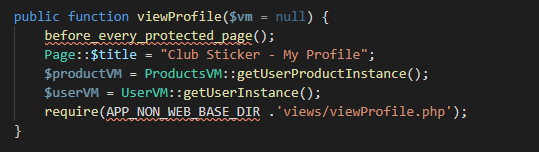 public function viewProfile($vm = null) {
before_every_protected_page();
Page::$title = "Club Sticker - My Profile";
$productVM = ProductsVM::getUserProductInstance();
$userVM = UserVM::getUserInstance();
require(APP_NON_WEB_BASE_DIR .'views/viewProfile.php');
}